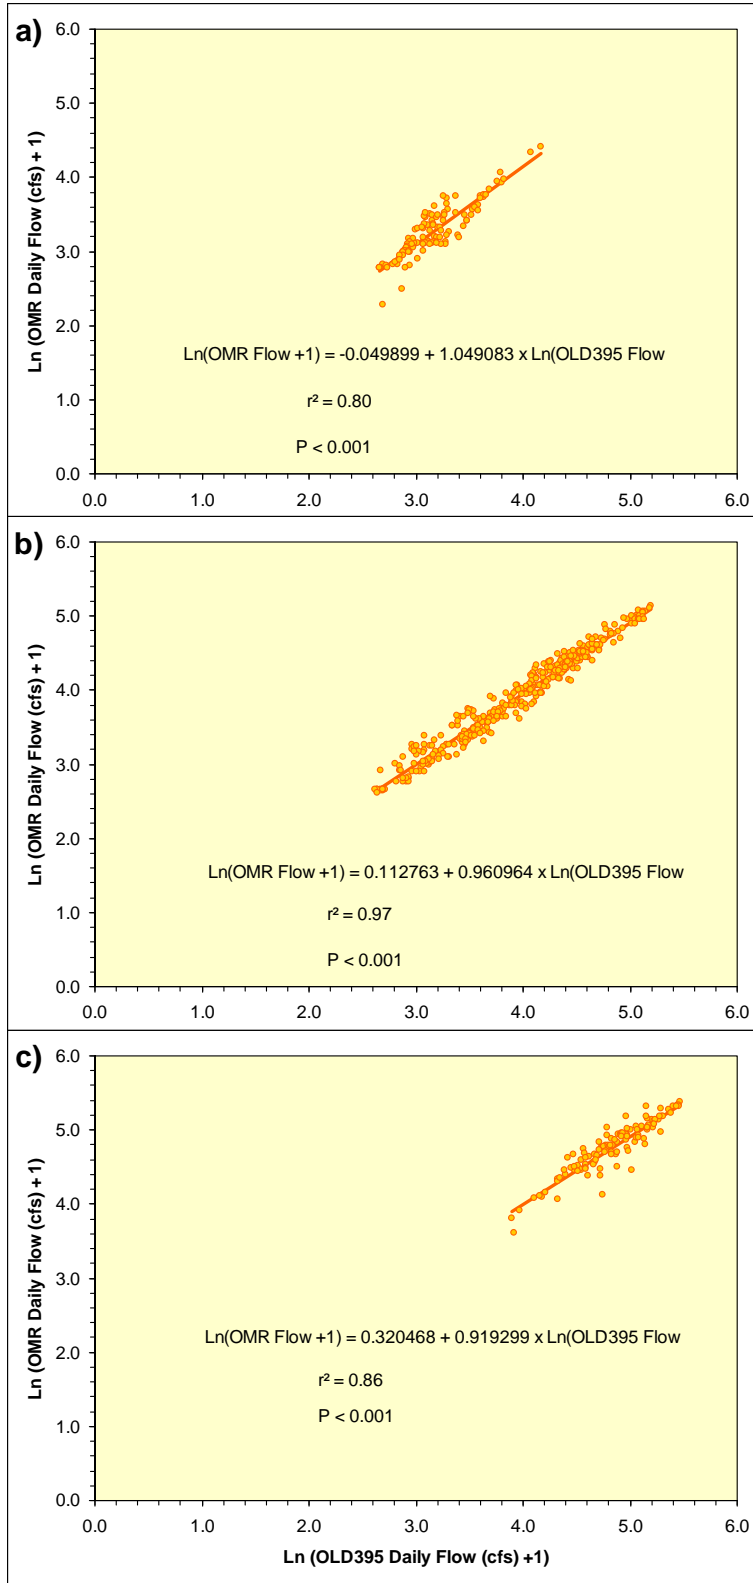 a)
6.0
5.0
4.0
3.0
2.0
1.0
0.0
Ln (OMR Daily Flow (cfs) + 1)
Ln(OMR Flow +1) = -0.049899 + 1.049083 x Ln(OLD395 Flow
r² = 0.80
P < 0.001
0.0 1.0 2.0 3.0 4.0 5.0 6.0
b)
6.0
5.0
4.0
3.0
2.0
1.0
0.0
Ln (OMR Daily Flow (cfs) + 1)
Ln(OMR Flow +1) = 0.112763 + 0.960964 x Ln(OLD395 Flow
r² = 0.97
P < 0.001
0.0 1.0 2.0 3.0 4.0 5.0 6.0
c)
6.0
5.0
4.0
3.0
2.0
1.0
0.0
Ln (OMR Daily Flow (cfs) + 1)
Ln(OMR Flow +1) = 0.320468 + 0.919299 x Ln(OLD395 Flow
r² = 0.86
P < 0.001
0.0 1.0 2.0 3.0 4.0 5.0 6.0
Ln (OLD395 Daily Flow (cfs) +1)